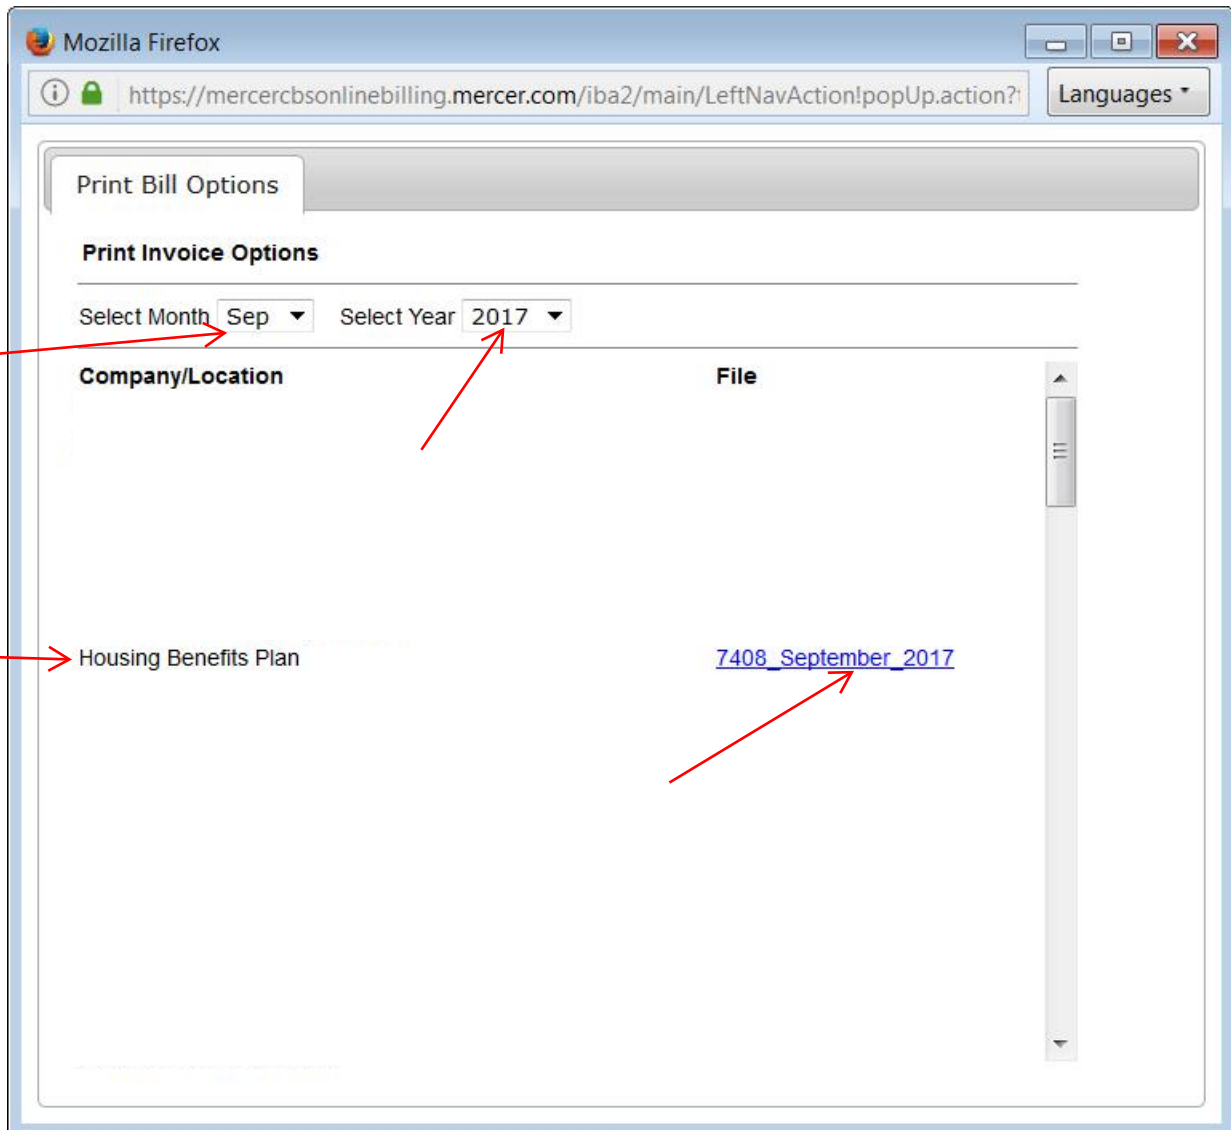 Mozilla Firefox
https://mercercbsonlinebilling.mercer.com/iba2/main/LeftNavAction!popUp.action? Languages
Print Bill Options
Print Invoice Options
Select Month Sep Select Year 2017
Company/Location File
Housing Benefits Plan 7408_September_2017